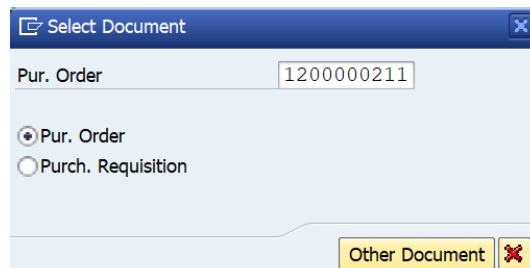 Select Document
Pur. Order 1200000211
Pur. Order
Purch. Requisition
Other Document